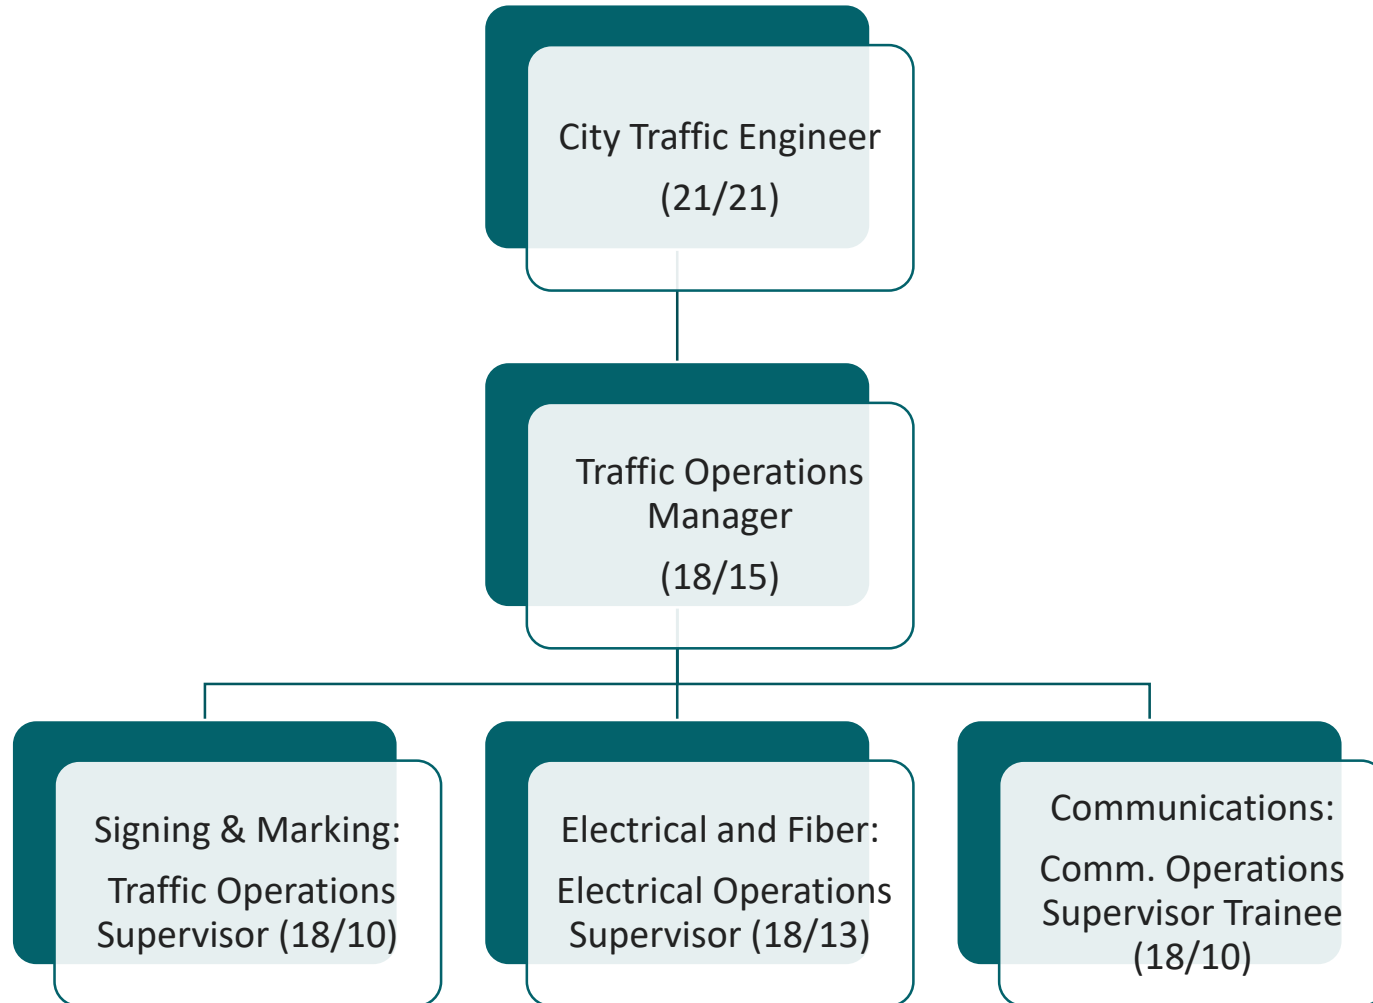 City Traffic Engineer
(21/21)
Traffic Operations
Manager
(18/15)
Signing & Marking:
Traffic Operations
Supervisor (18/10)
Electrical and Fiber:
Electrical Operations
Supervisor (18/13)
Communications:
Comm. Operations
Supervisor Trainee
(18/10)